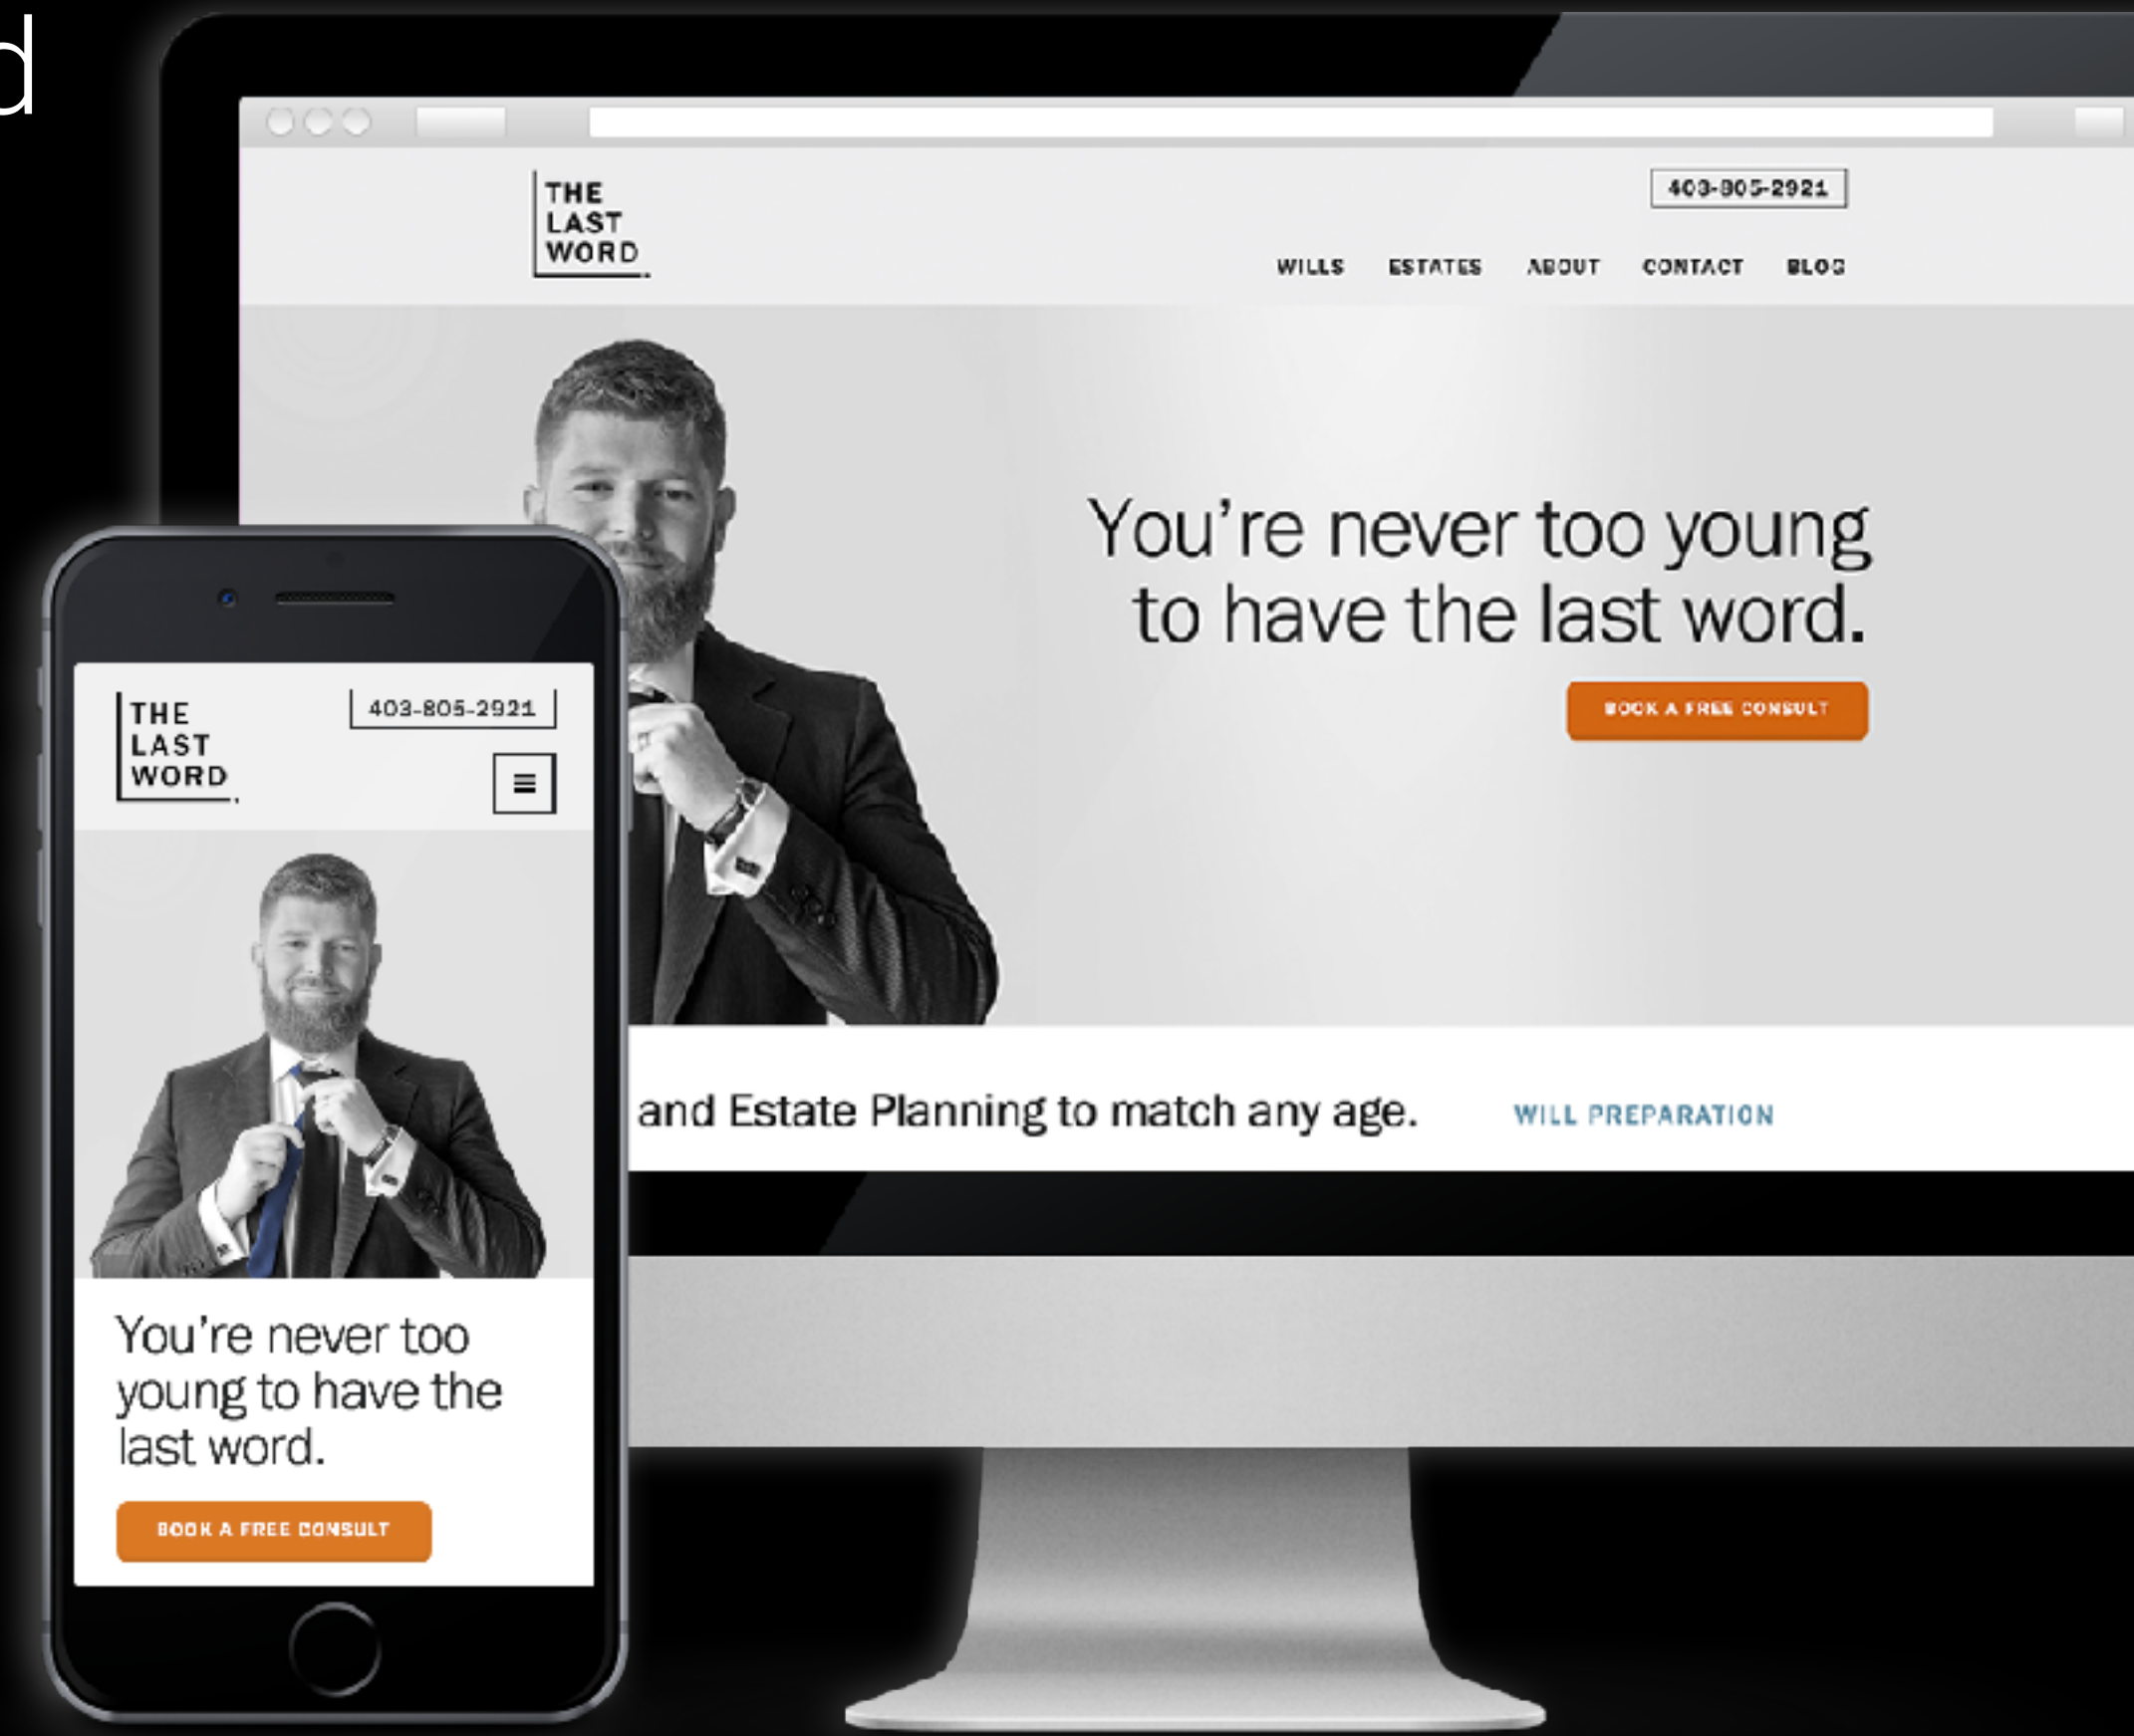 d
THE
LAST
WORD
403-805-2921
WILLS ESTATES ABOUT CONTACT BLOG
You're never too young
to have the last word.
BOOK A FREE CONSULT
and Estate Planning to match any age.
WILL PREPARATION
THE
LAST
WORD
403-805-2921
You're never too
young to have the
last word.
BOOK A FREE CONSULT